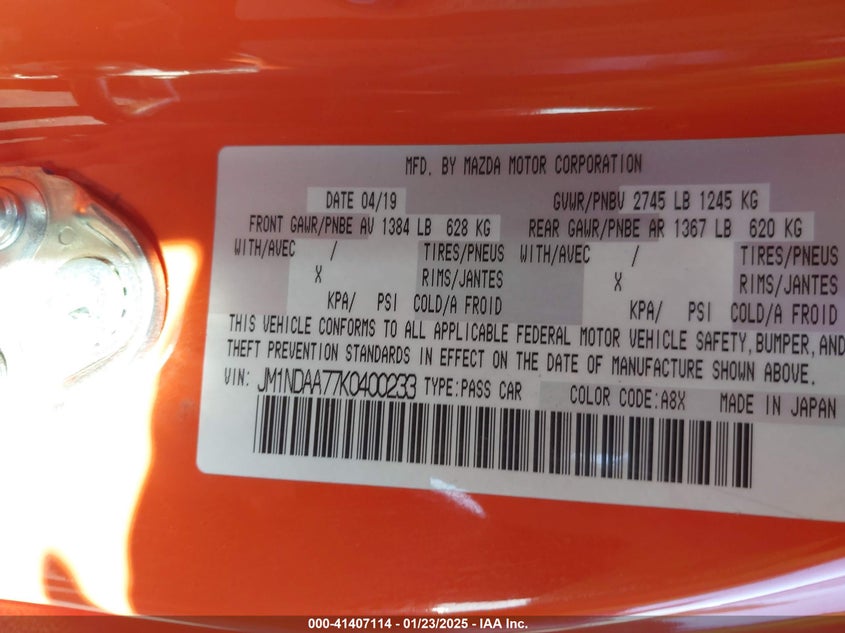 MFD. BY MAZDA MOTOR CORPORATION
DATE 04/19 GVWR/PNBV 2745 LB 1245 KG
FRONT GAWR/PNBE AV 1384 LB 628 KG REAR GAWR/PNBE AR 1367 LB 620 KG
WITH/AVEC / TIRES/PNEUS WITH/AVEC / TIRES/PNEUS
X RIMS/JANTES X RIMS/JANTES
KPA/ PSI COLD/A FROID KPA/ PSI COLD/A FROID
THIS VEHICLE CONFORMS TO ALL APPLICABLE FEDERAL MOTOR VEHICLE SAFETY, BUMPER, AND
THEFT PREVENTION STANDARDS IN EFFECT ON THE DATE OF MANUFACTURE SHOWN ABOVE.
VIN: JM1NDAA77K0400233 TYPE:PASS CAR COLOR CODE:A8X MADE IN JAPAN
000-41407114 - 01/23/2025 - IAA Inc.